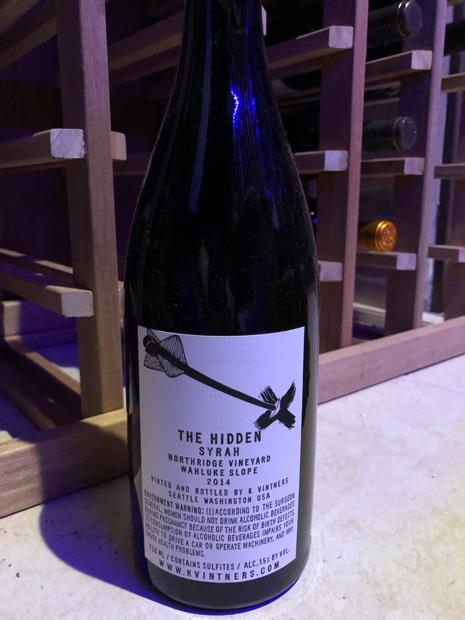 THE HIDDEN
SYRAH
NORTHRIDGE VINEYARD
WAHLUKE SLOPE
2014
VINTED AND BOTTLED BY K VINTNERS
SEATTLE WASHINGTON USA
GOVERNMENT WARNING: (1) ACCORDING TO THE SURGEON
GENERAL, WOMEN SHOULD NOT DRINK ALCOHOLIC BEVERAGES
DURING PREGNANCY BECAUSE OF THE RISK OF BIRTH DEFECTS.
(2) CONSUMPTION OF ALCOHOLIC BEVERAGES IMPAIRS YOUR
ABILITY TO DRIVE A CAR OR OPERATE MACHINERY, AND MAY
CAUSE HEALTH PROBLEMS.
750 ML / CONTAINS SULFITES / ALC. 15% BY VOL.
WWW.KVINTNERS.COM